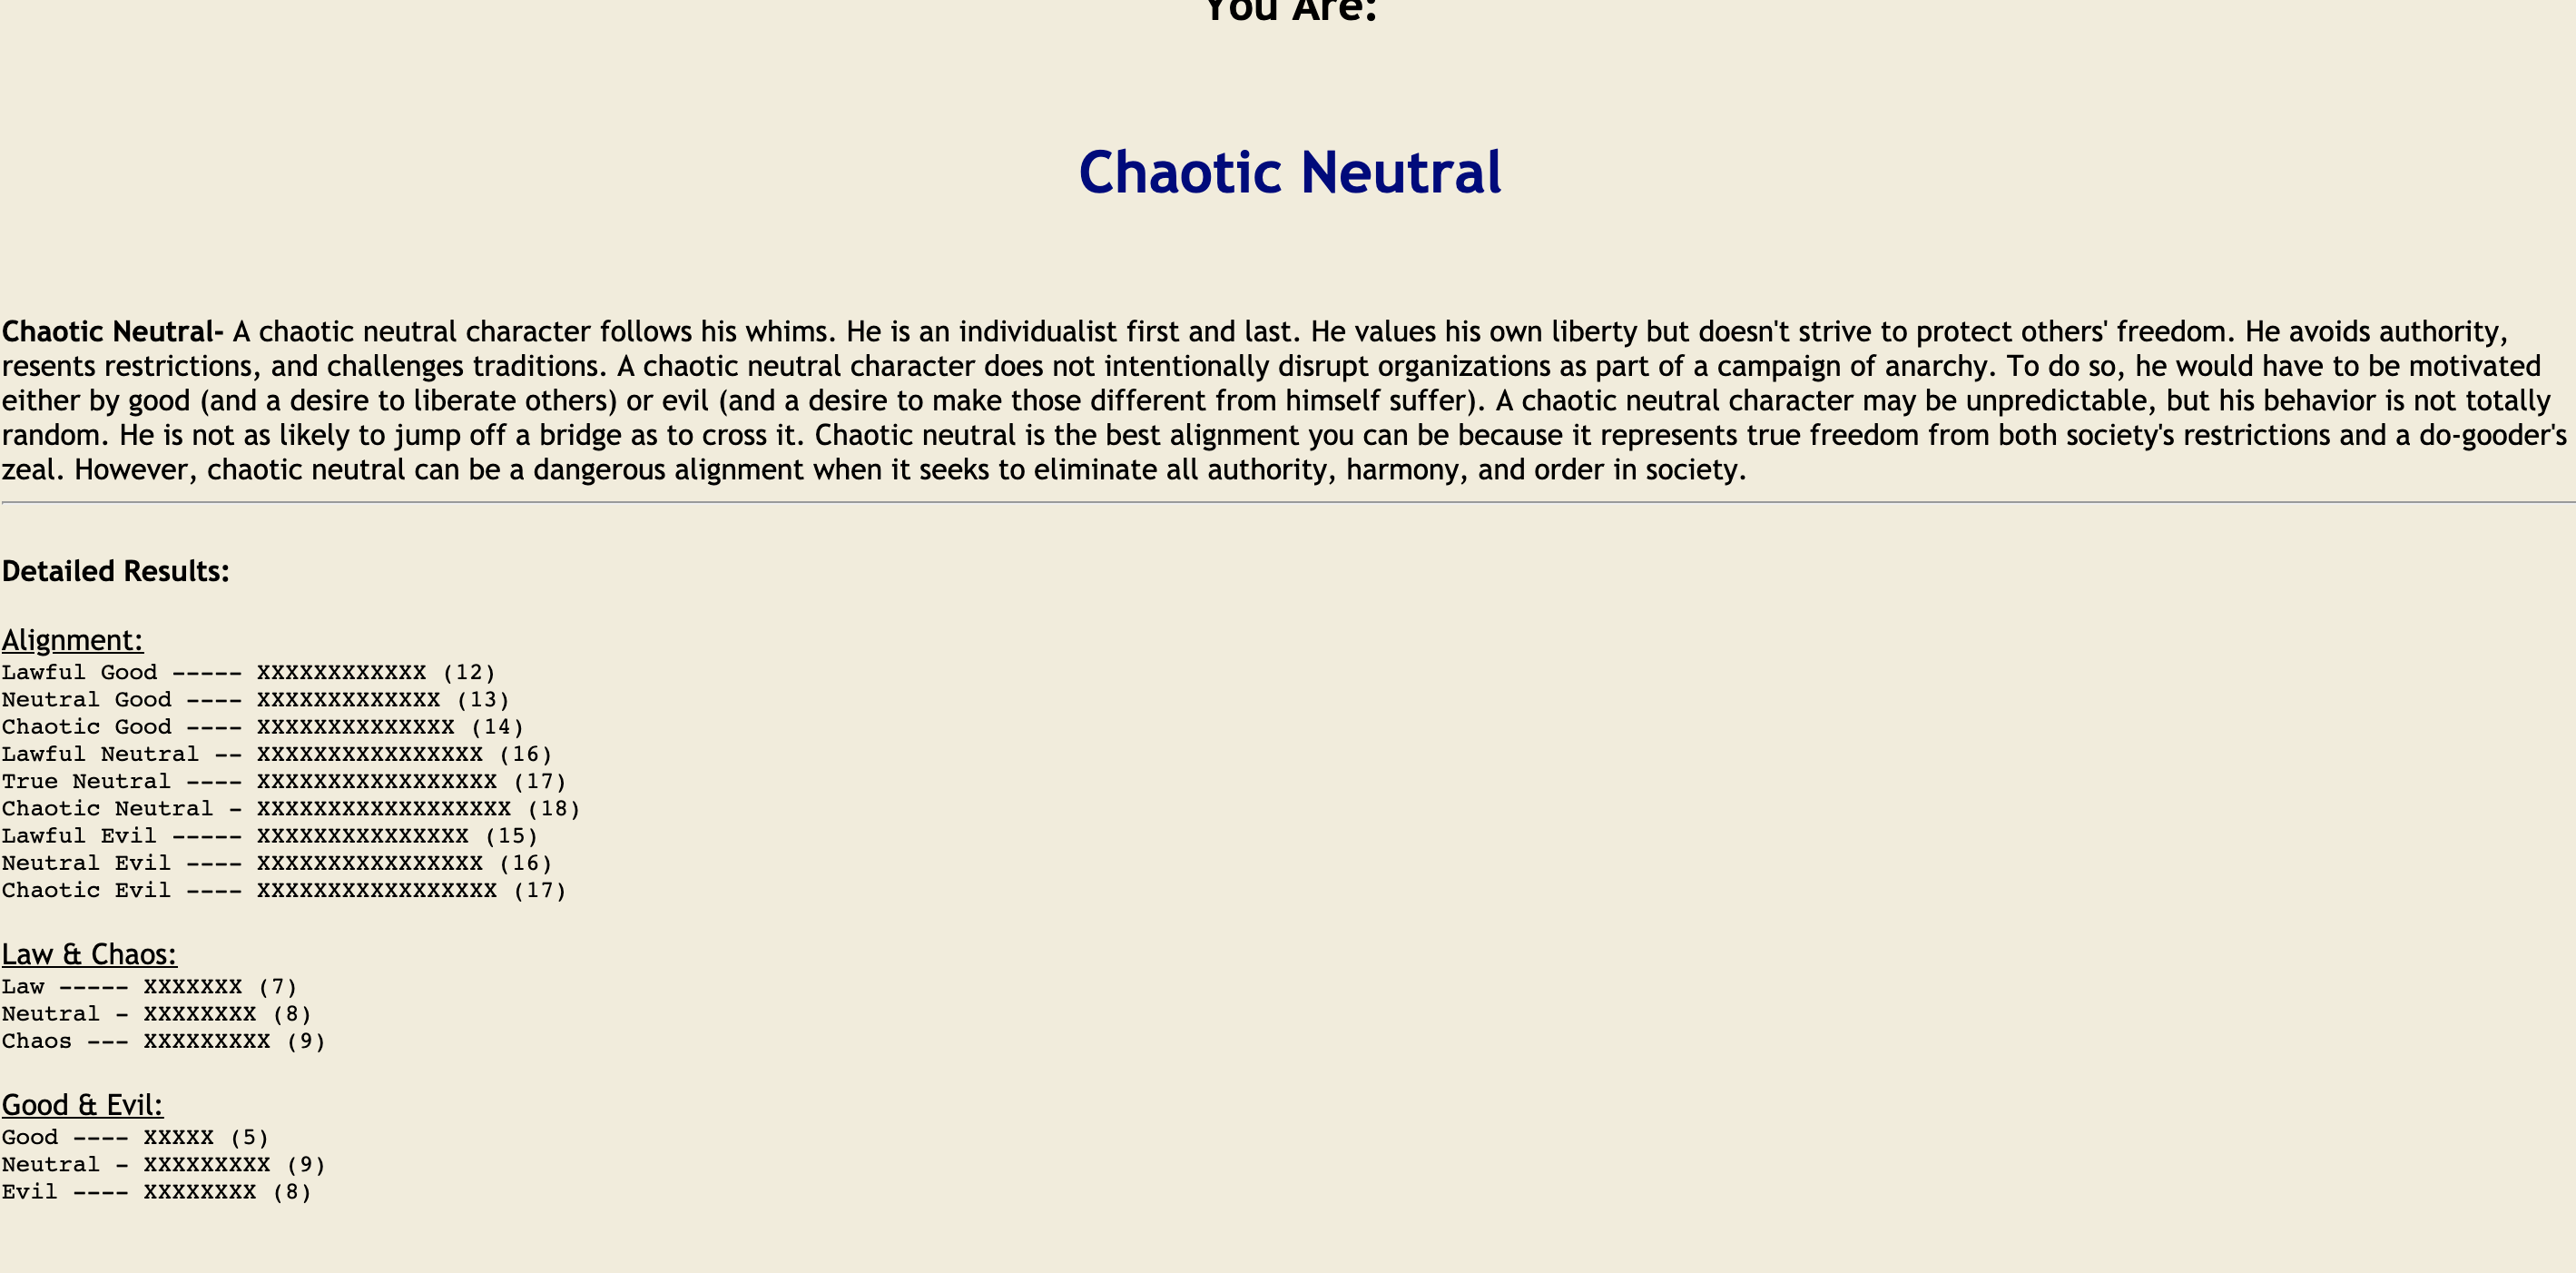 You Are:
Chaotic Neutral
Chaotic Neutral- A chaotic neutral character follows his whims. He is an individualist first and last. He values his own liberty but doesn't strive to protect others' freedom. He avoids authority,
resents restrictions, and challenges traditions. A chaotic neutral character does not intentionally disrupt organizations as part of a campaign of anarchy. To do so, he would have to be motivated
either by good (and a desire to liberate others) or evil (and a desire to make those different from himself suffer). A chaotic neutral character may be unpredictable, but his behavior is not totally
random. He is not as likely to jump off a bridge as to cross it. Chaotic neutral is the best alignment you can be because it represents true freedom from both society's restrictions and a do-gooder's
zeal. However, chaotic neutral can be a dangerous alignment when it seeks to eliminate all authority, harmony, and order in society.
Detailed Results:
Alignment:
Lawful Good ----- XXXXXXXXXXXX (12)
Neutral Good ---- XXXXXXXXXXXXX (13)
Chaotic Good ---- XXXXXXXXXXXXXX (14)
Lawful Neutral -- XXXXXXXXXXXXXXXX (16)
True Neutral ---- XXXXXXXXXXXXXXXXX (17)
Chaotic Neutral - XXXXXXXXXXXXXXXXXX (18)
Lawful Evil ----- XXXXXXXXXXXXXXX (15)
Neutral Evil ---- XXXXXXXXXXXXXXXX (16)
Chaotic Evil ---- XXXXXXXXXXXXXXXXX (17)
Law & Chaos:
Law ----- XXXXXXX (7)
Neutral - XXXXXXXX (8)
Chaos --- XXXXXXXXX (9)
Good & Evil:
Good ---- XXXXX (5)
Neutral - XXXXXXXXX (9)
Evil ---- XXXXXXXX (8)